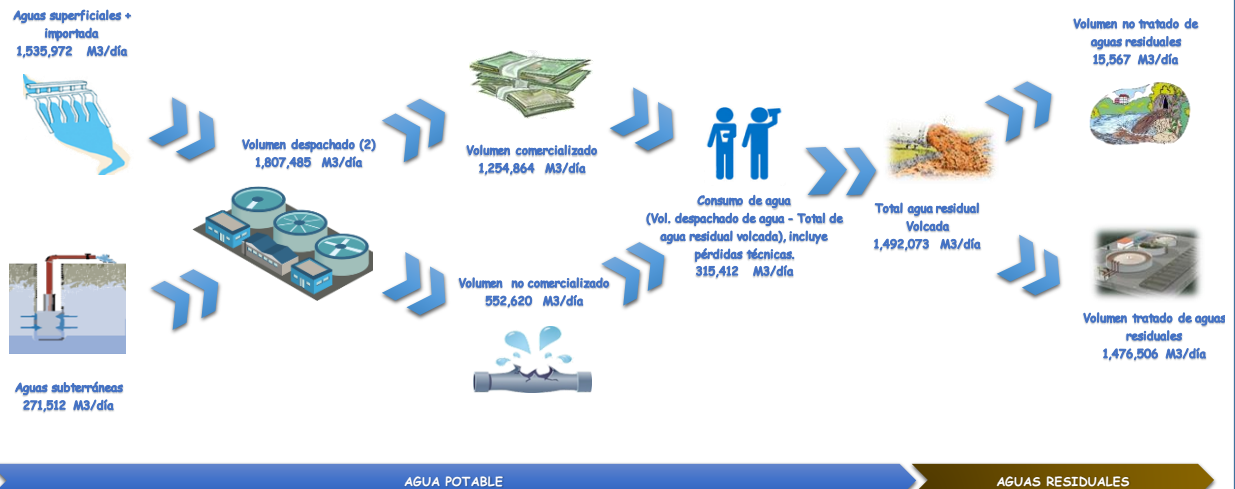 Aguas superficiales +
importada
1,535,972 M3/día
Aguas subterráneas
271,512 M3/día
Volumen despachado (2)
1,807,485 M3/día
Volumen comercializado
1,254,864 M3/día
Volumen no comercializado
552,620 M3/día
Consumo de agua
(Vol. despachado de agua - Total de
agua residual volcada), incluye
pérdidas técnicas.
315,412 M3/día
Total agua residual
Volcada
1,492,073 M3/día
Volumen no tratado de
aguas residuales
15,567 M3/día
Volumen tratado de aguas
residuales
1,476,506 M3/día
AGUA POTABLE
AGUAS RESIDUALES